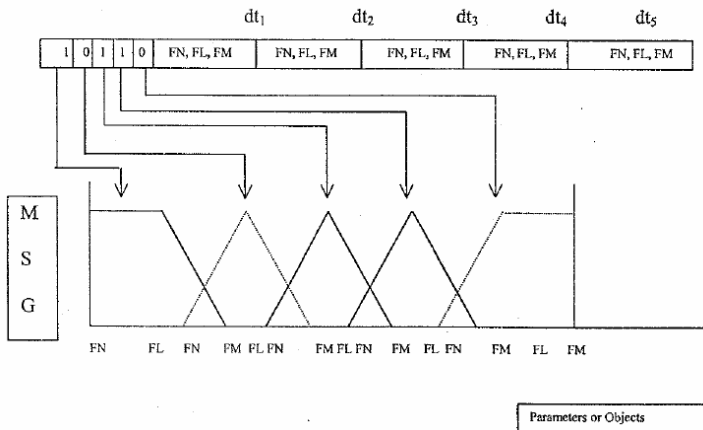 dt1 dt2 dt3 dt4 dt5
1 0 1 1 0 FN, FL, FM FN, FL, FM FN, FL, FM FN, FL, FM FN, FL, FM
M
S
G
FN FL FN FM FL FN FM FL FN FM FL FN FM FL FM
Parameters or Objects